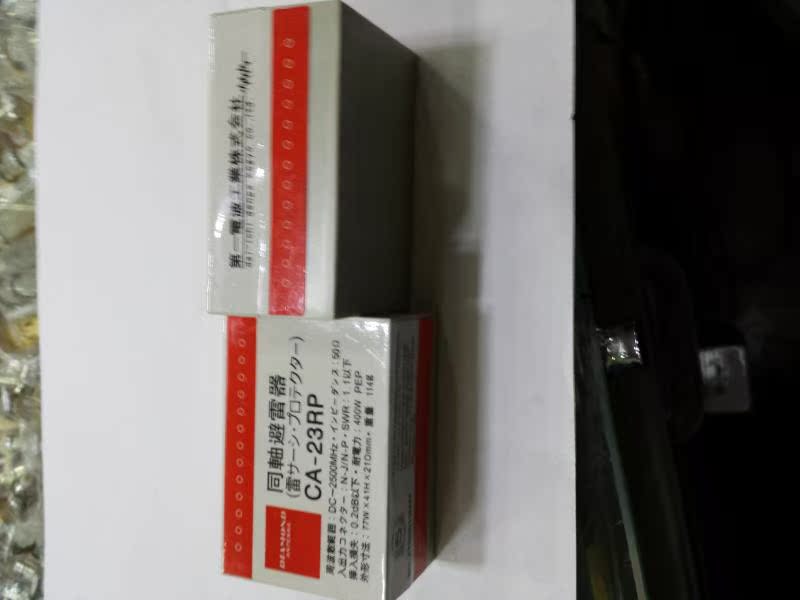 第一電波工業株式会社
同軸避雷器
(雷サージ・プロテクター)
CA-23RP
DIAMOND
ANTENNA
周波数範囲:DC~2500MHz・インピーダンス:50Ω
入出力コネクター:N-J/N-P・SWR:1.1以下
挿入損失:0.2dB以下・耐電力:400W PEP
外形寸法:77W×41H×21Dmm・重量 114g